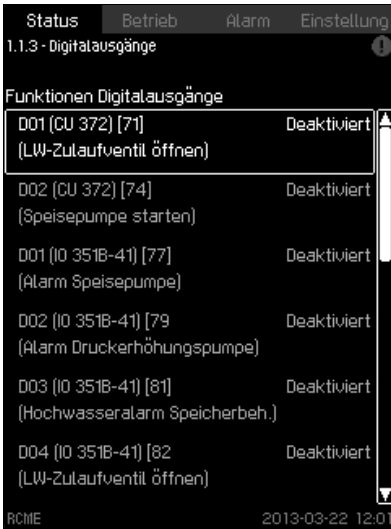 Status Betrieb Alarm Einstellung
1.1.3 - Digitalausgänge
Funktionen Digitalausgänge
DO1 (CU 372) [71] Deaktiviert
(LW-Zulaufventil öffnen)
DO2 (CU 372) [74] Deaktiviert
(Speisepumpe starten)
DO1 (IO 351B-41) [77] Deaktiviert
(Alarm Speisepumpe)
DO2 (IO 351B-41) [79 Deaktiviert
(Alarm Druckerhöhungspumpe)
DO3 (IO 351B-41) [81] Deaktiviert
(Hochwasseralarm Speicherbeh.)
DO4 (IO 351B-41) [82 Deaktiviert
(LW-Zulaufventil öffnen)
RCME 2013-03-22 12:01